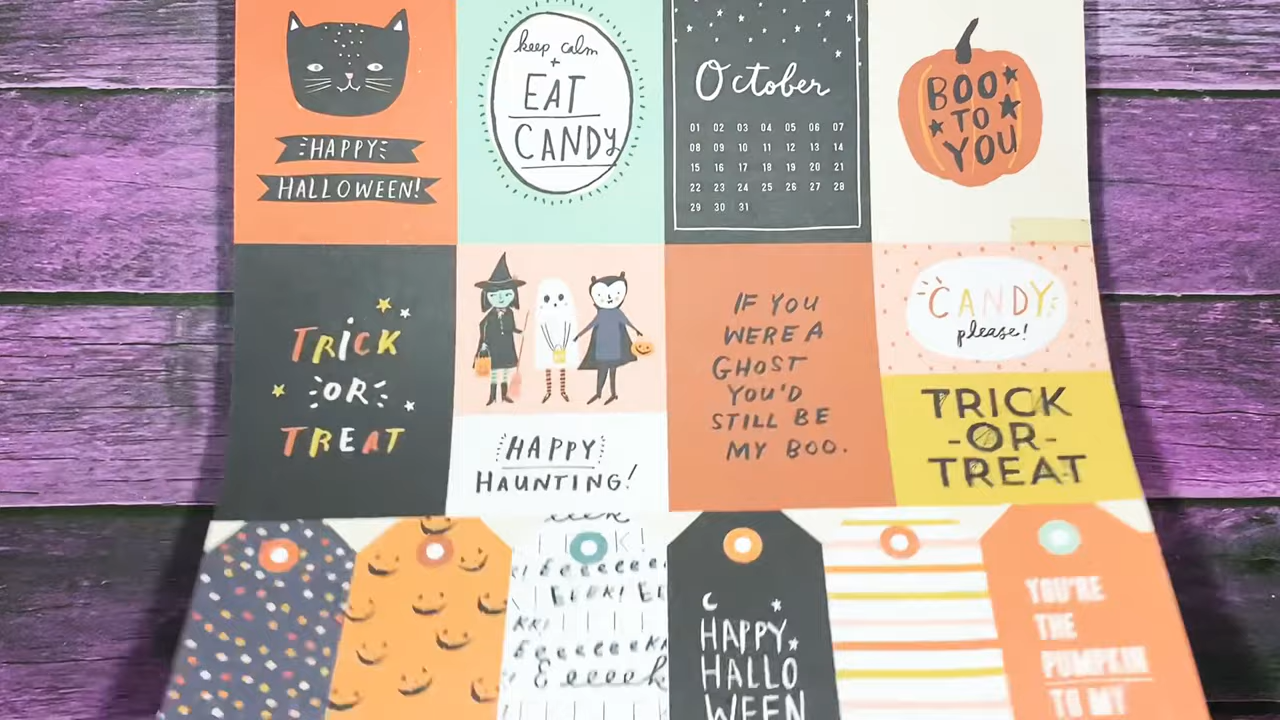 HAPPY
HALLOWEEN!
keep calm
+
EAT
CANDY
October
01 02 03 04 05 06 07
08 09 10 11 12 13 14
15 16 17 18 19 20 21
22 23 24 25 26 27 28
29 30 31
BOO
TO
YOU
TRICK
OR
TREAT
HAPPY
HAUNTING!
IF YOU
WERE A
GHOST
YOU'D
STILL BE
MY BOO.
CANDY
please!
TRICK
-OR-
TREAT
HAPPY
HALLO
WEEN
YOU'RE
THE
PUMPKIN
TO MY